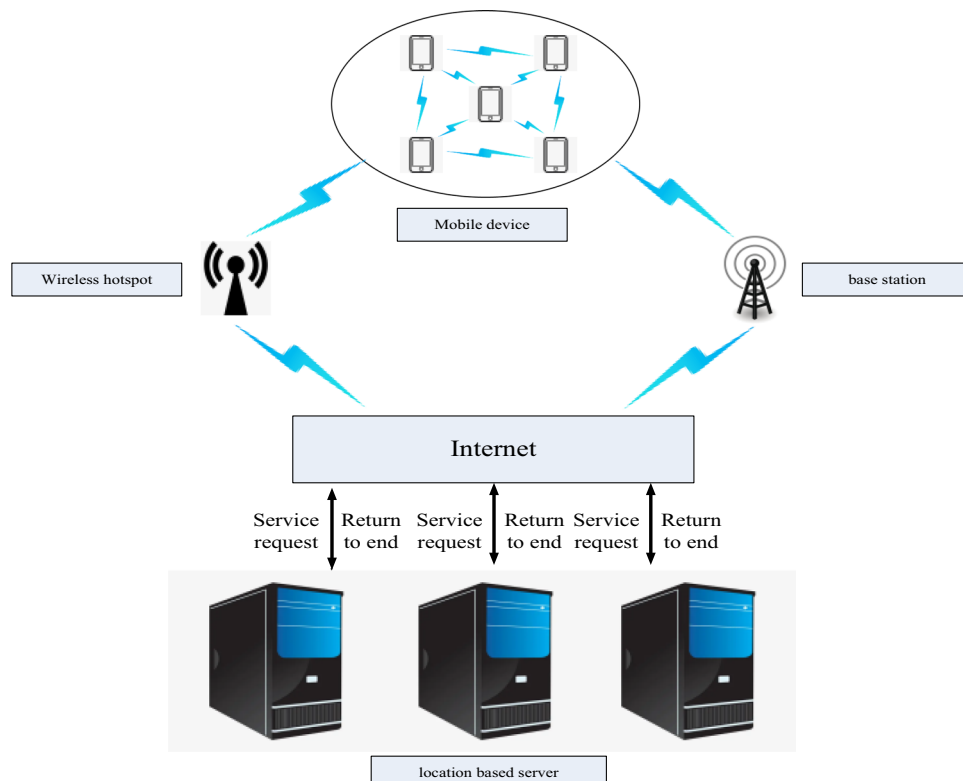 Mobile device
Wireless hotspot
base station
Internet
Service
request
Return
to end
Service
request
Return
to end
Service
request
Return
to end
location based server